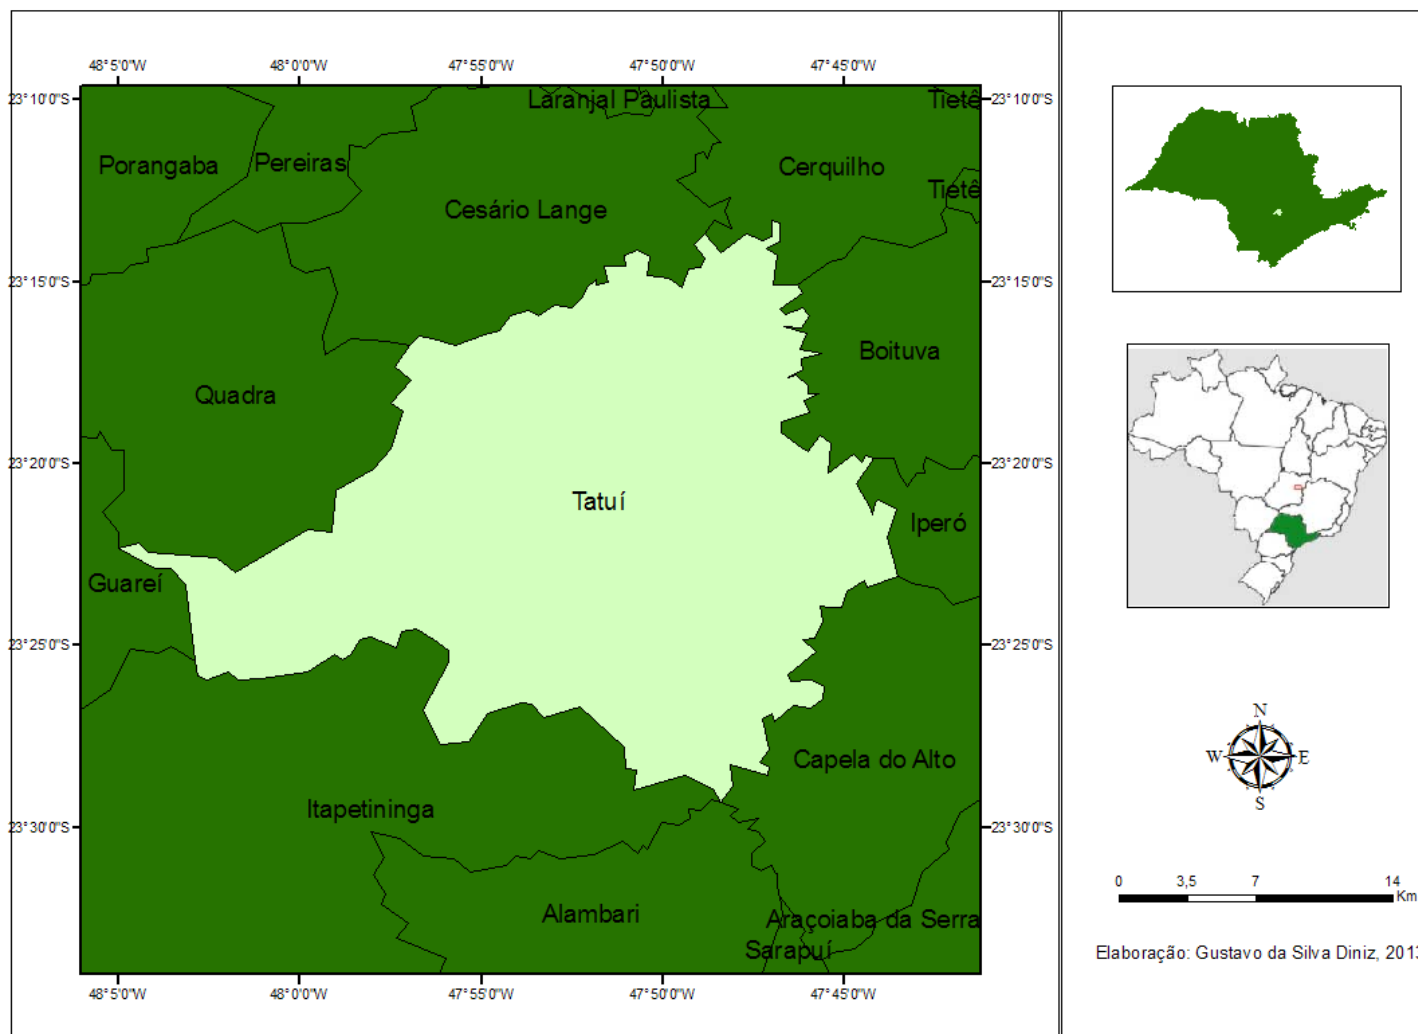 48°5'0"W 48°0'0"W 47°55'0"W 47°50'0"W 47°45'0"W
23°10'0"S
23°10'0"S
Laranjal Paulista
Tietê
Porangaba
Pereiras
Cerquilho
Tietê
Cesário Lange
23°15'0"S
23°15'0"S
Boituva
Quadra
23°20'0"S
23°20'0"S
Tatuí
Iperó
Guareí
23°25'0"S
23°25'0"S
Capela do Alto
Itapetininga
23°30'0"S
23°30'0"S
Alambari
Araçoiaba da Serra
Sarapuí
48°5'0"W 48°0'0"W 47°55'0"W 47°50'0"W 47°45'0"W
N
W E
S
0 3,5 7 14
Km
Elaboração: Gustavo da Silva Diniz, 2013